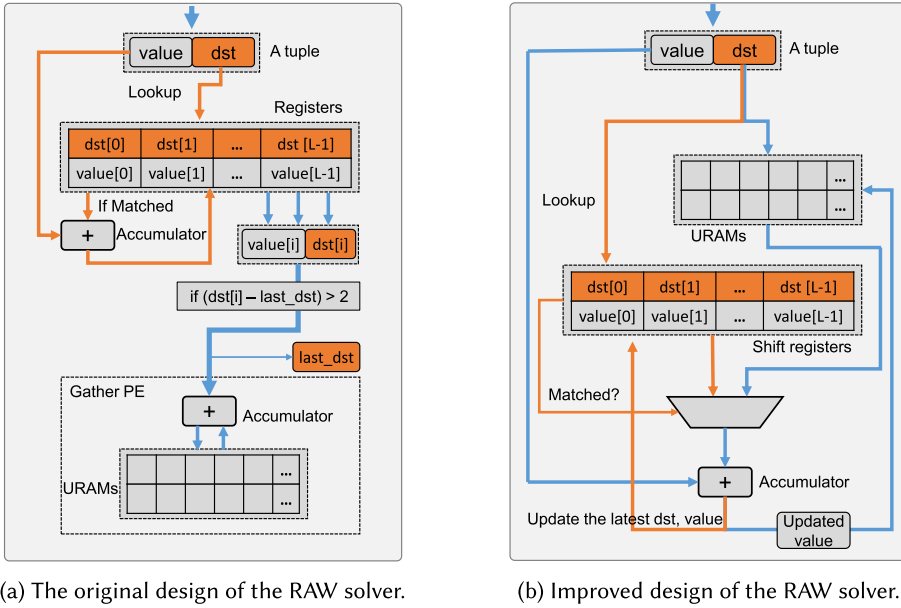 value dst A tuple
Lookup
Registers
dst[0] dst[1] ... dst [L-1]
value[0] value[1] ... value[L-1]
If Matched
+ Accumulator
value[i] dst[i]
if (dst[i] – last_dst) > 2
last_dst
Gather PE
+ Accumulator
URAMs
...
...
(a) The original design of the RAW solver.
value dst A tuple
...
...
Lookup
URAMs
dst[0] dst[1] ... dst [L-1]
value[0] value[1] ... value[L-1]
Shift registers
Matched?
+ Accumulator
Update the latest dst, value
Updated
value
(b) Improved design of the RAW solver.